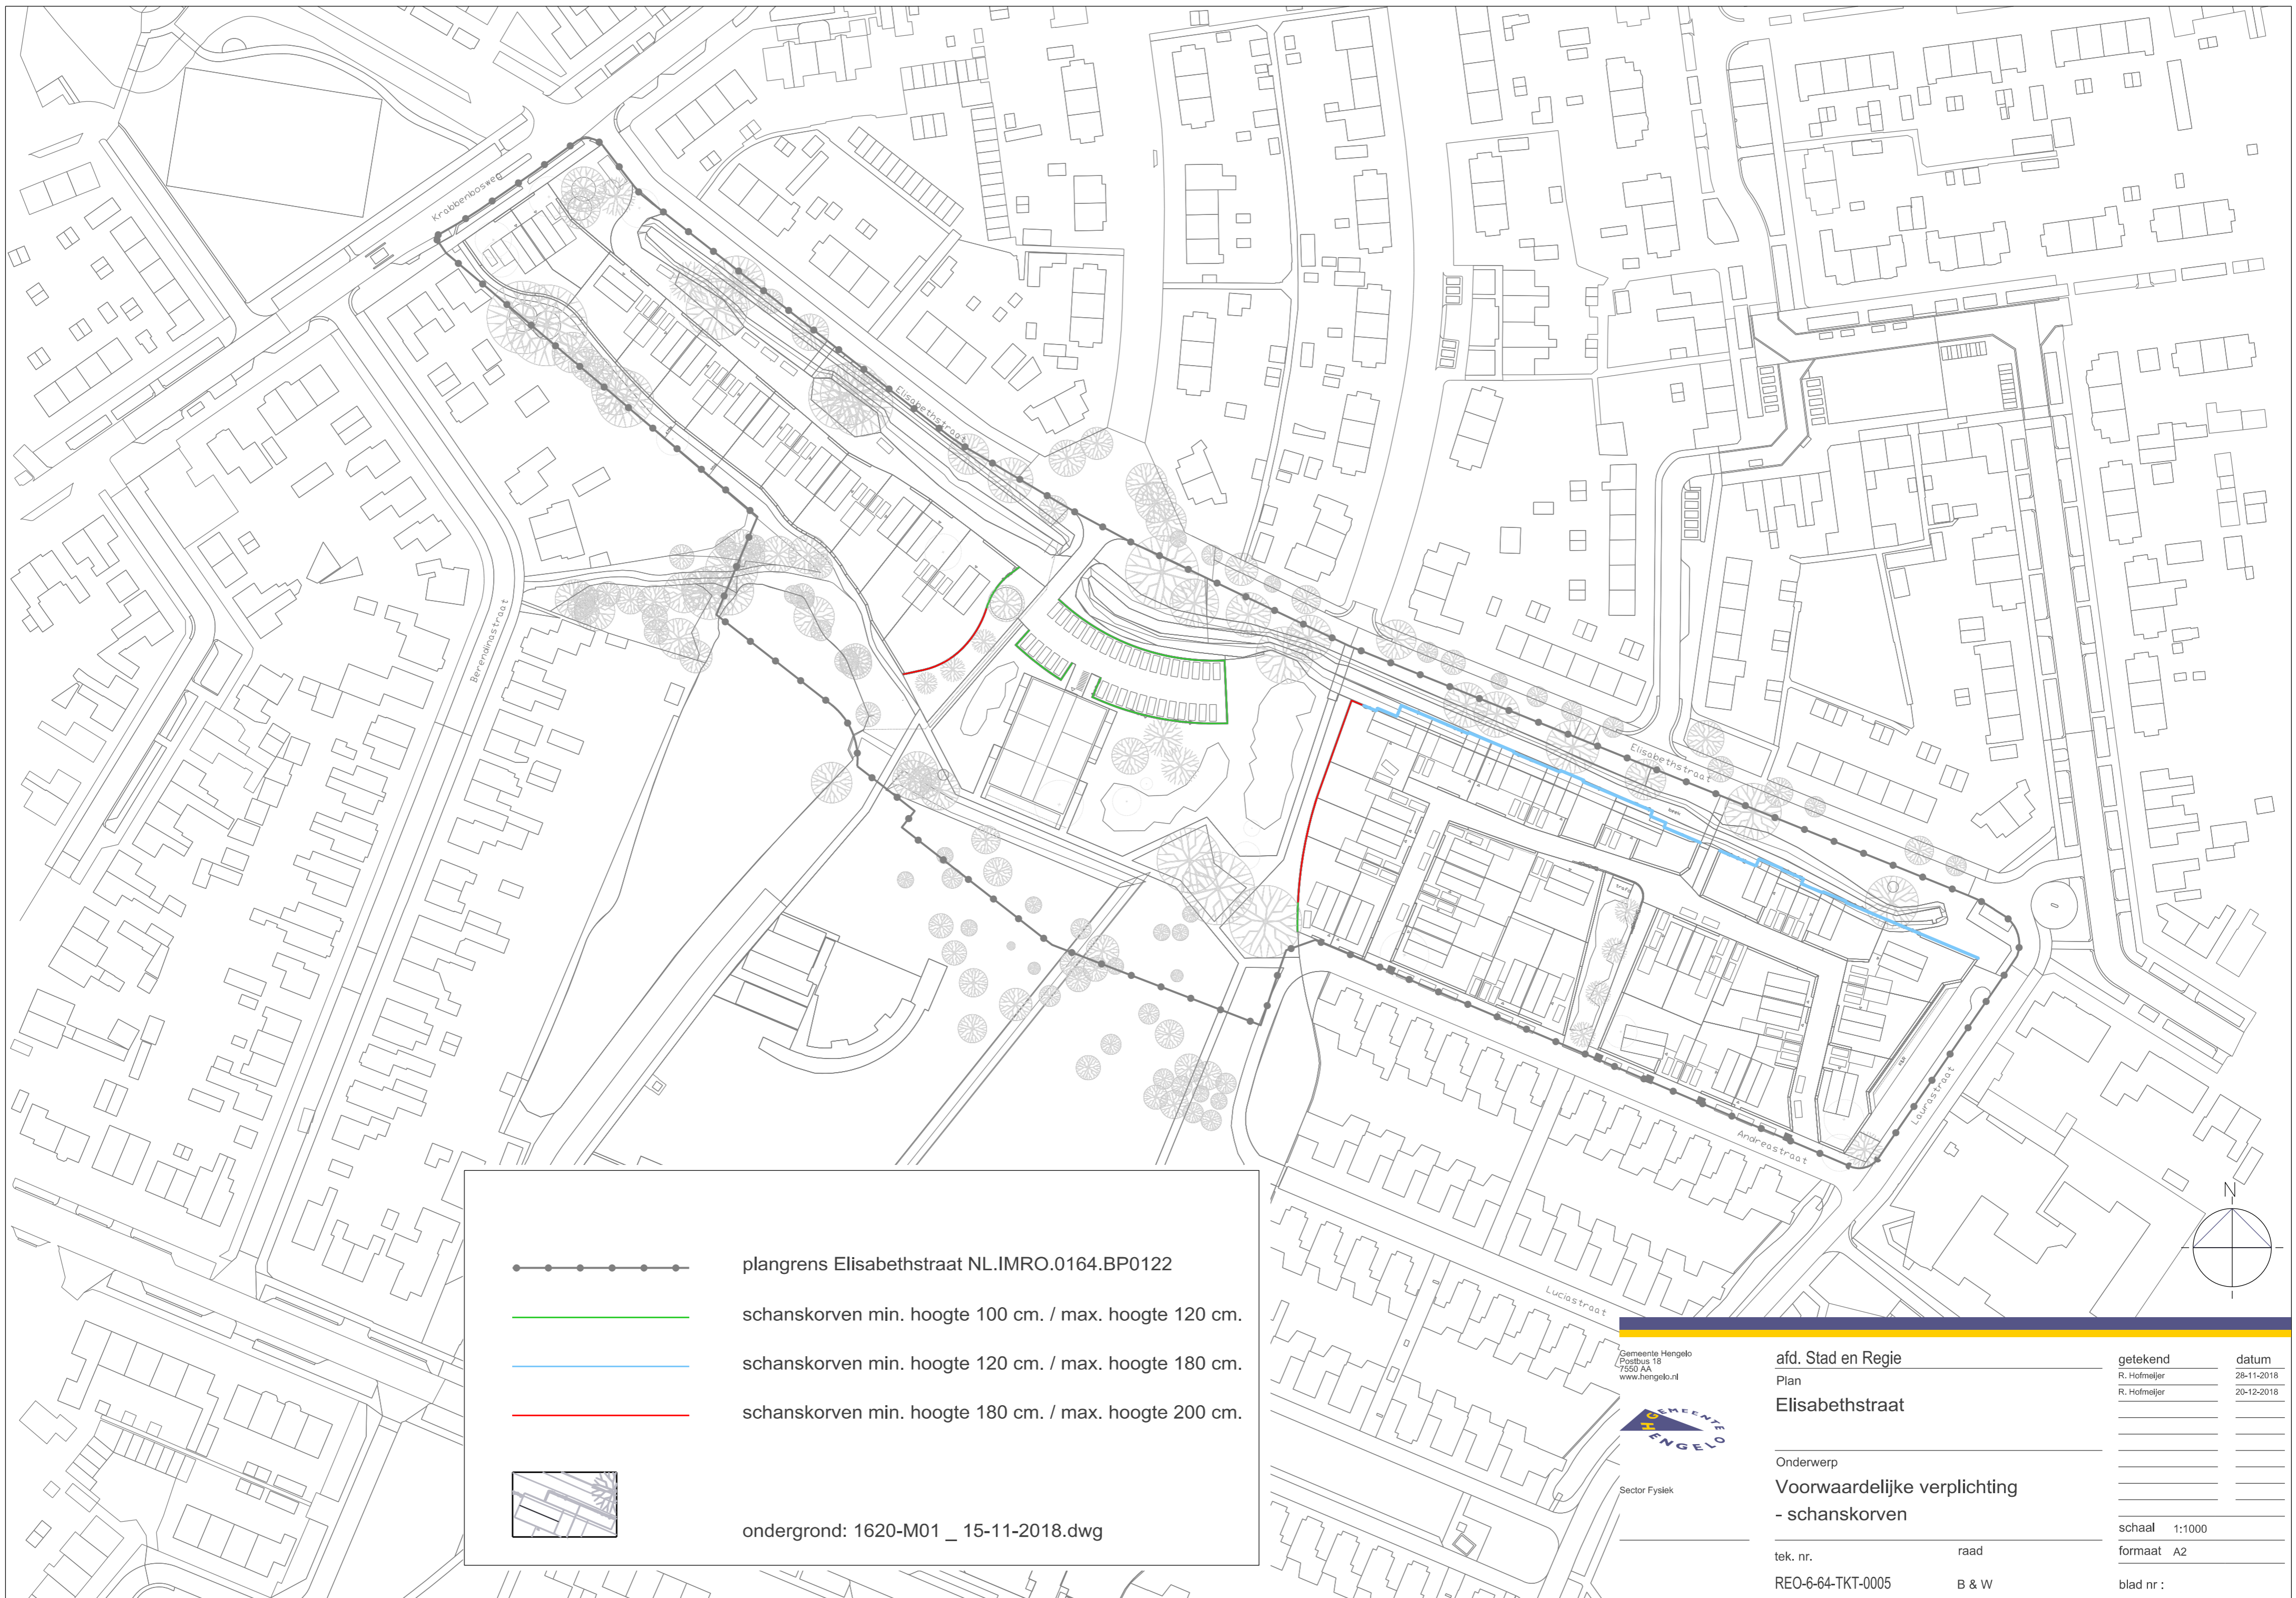 Krabbenbosweg
Elisabethstraat
Berendinastraat
Elisabethstraat
trafo
Laurastraat
Andreastraat
Luciastraat
N
plangrens Elisabethstraat NL.IMRO.0164.BP0122
schanskorven min. hoogte 100 cm. / max. hoogte 120 cm.
schanskorven min. hoogte 120 cm. / max. hoogte 180 cm.
schanskorven min. hoogte 180 cm. / max. hoogte 200 cm.
ondergrond: 1620-M01 _ 15-11-2018.dwg
Gemeente Hengelo
Postbus 18
7550 AA
www.hengelo.nl
GEMEENTE
HENGELO
Sector Fysiek
afd. Stad en Regie
Plan
Elisabethstraat
Onderwerp
Voorwaardelijke verplichting
- schanskorven
tek. nr.
REO-6-64-TKT-0005
raad
B & W
getekend datum
R. Hofmeijer 28-11-2018
R. Hofmeijer 20-12-2018
schaal 1:1000
formaat A2
blad nr :